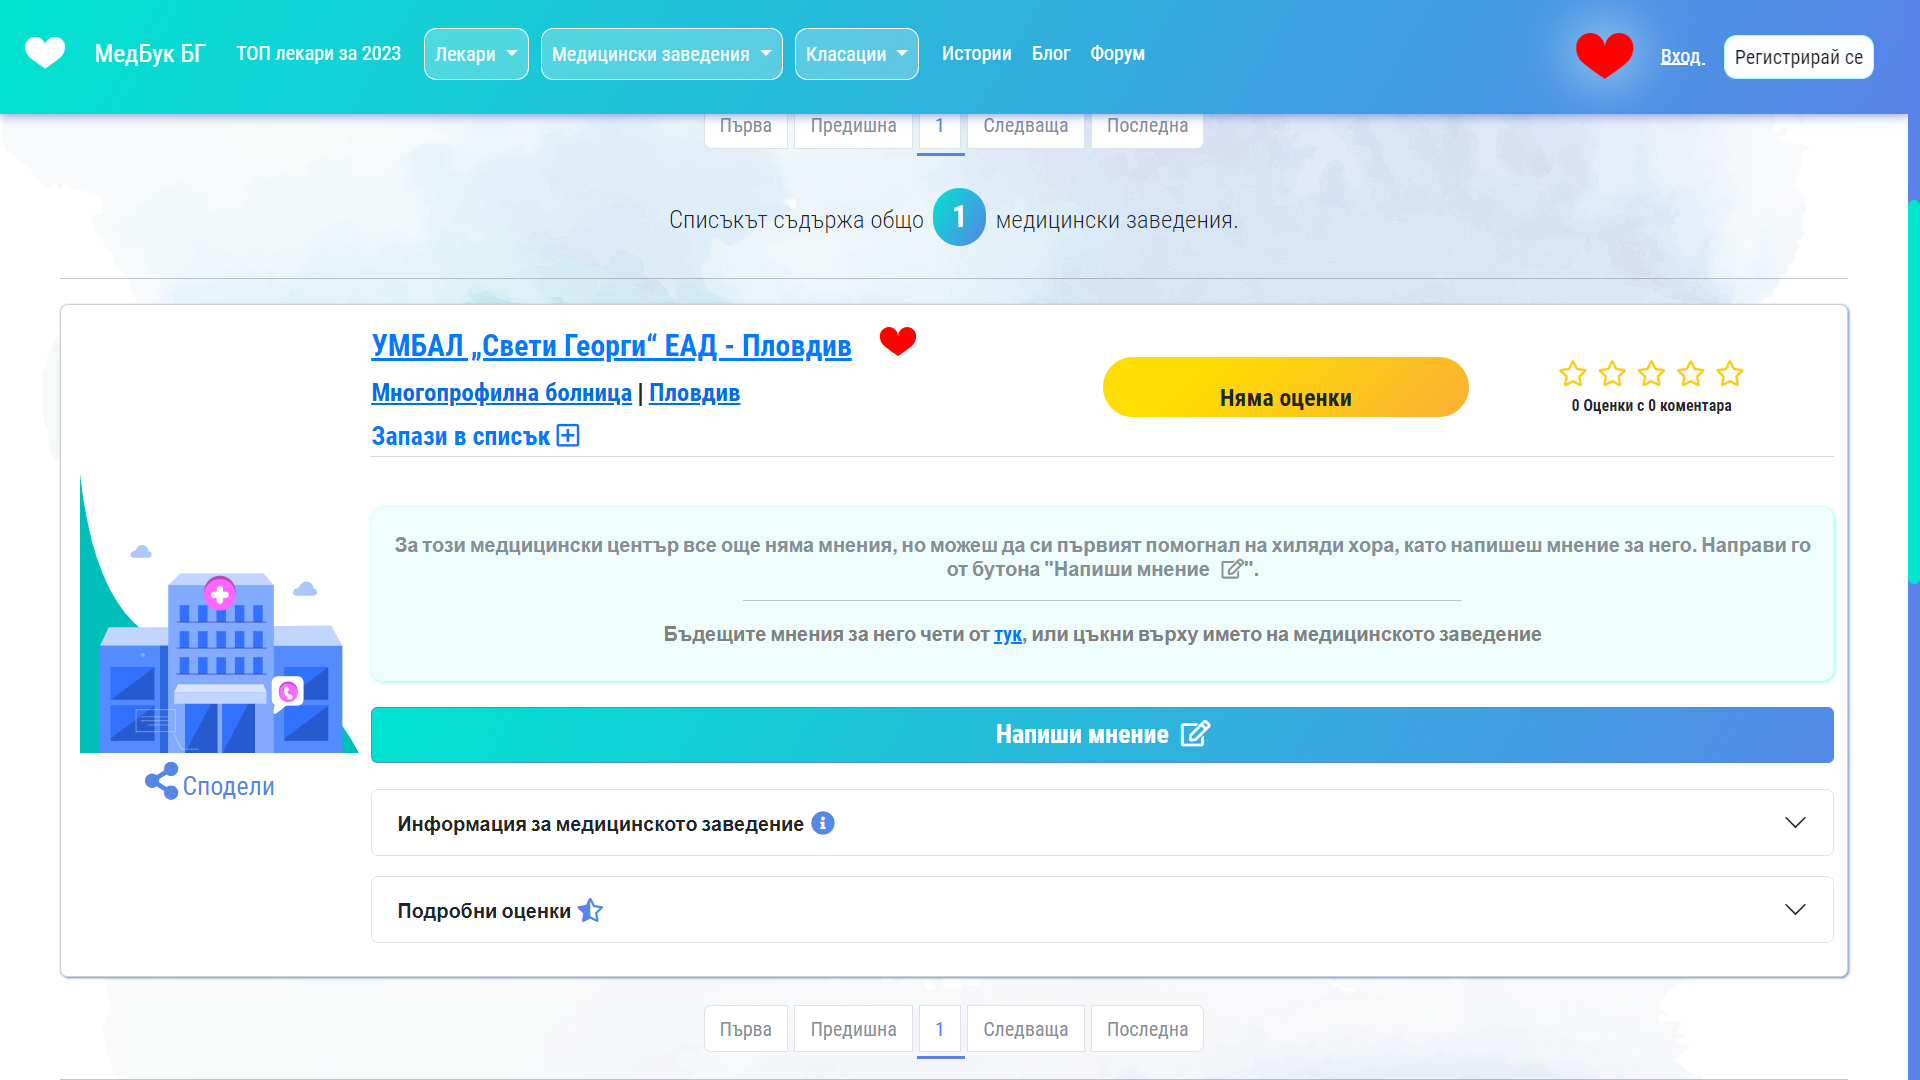 МедБук БГ ТОП лекари за 2023 Лекари Медицински заведения Класации Истории Блог Форум Вход Регистрирай се
Първа Предишна 1 Следваща Последна
Списъкът съдържа общо 1 медицински заведения.
УМБАЛ „Свети Георги“ ЕАД - Пловдив
Многопрофилна болница | Пловдив
Запази в списък
Няма оценки
0 Оценки с 0 коментара
За този медцицински център все още няма мнения, но можеш да си първият помогнал на хиляди хора, като напишеш мнение за него. Направи го
от бутона "Напиши мнение ".
Бъдещите мнения за него чети от тук, или цъкни върху името на медицинското заведение
Напиши мнение
Сподели
Информация за медицинското заведение
Подробни оценки
Първа Предишна 1 Следваща Последна